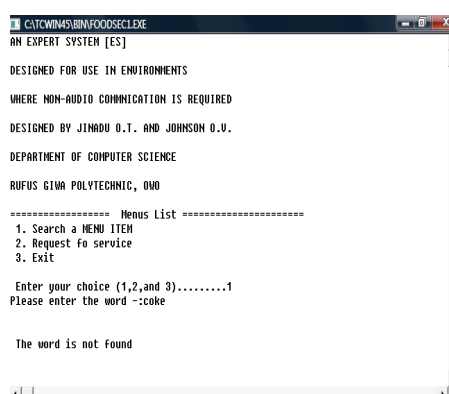 C:\TCWIN45\BIN\FOODSEC1.EXE
AN EXPERT SYSTEM [ES]
DESIGNED FOR USE IN ENVIRONMENTS
WHERE NON-AUDIO COMMNICATION IS REQUIRED
DESIGNED BY JINADU O.T. AND JOHNSON O.V.
DEPARTMENT OF COMPUTER SCIENCE
RUFUS GIWA POLYTECHNIC, OWO
================== Menus List ======================
1. Search a MENU ITEM
2. Request fo service
3. Exit
Enter your choice (1,2,and 3).........1
Please enter the word -:coke
The word is not found